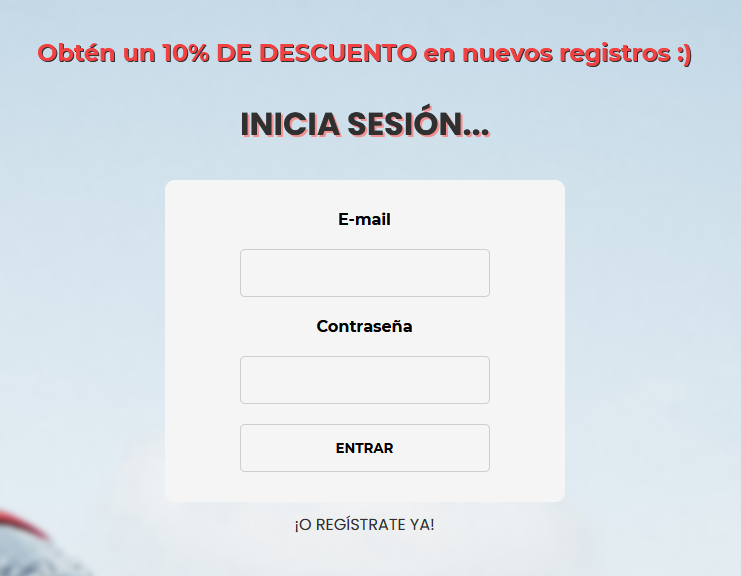 Obtén un 10% DE DESCUENTO en nuevos registros :)
INICIA SESIÓN...
E-mail
Contraseña
ENTRAR
¡O REGÍSTRATE YA!